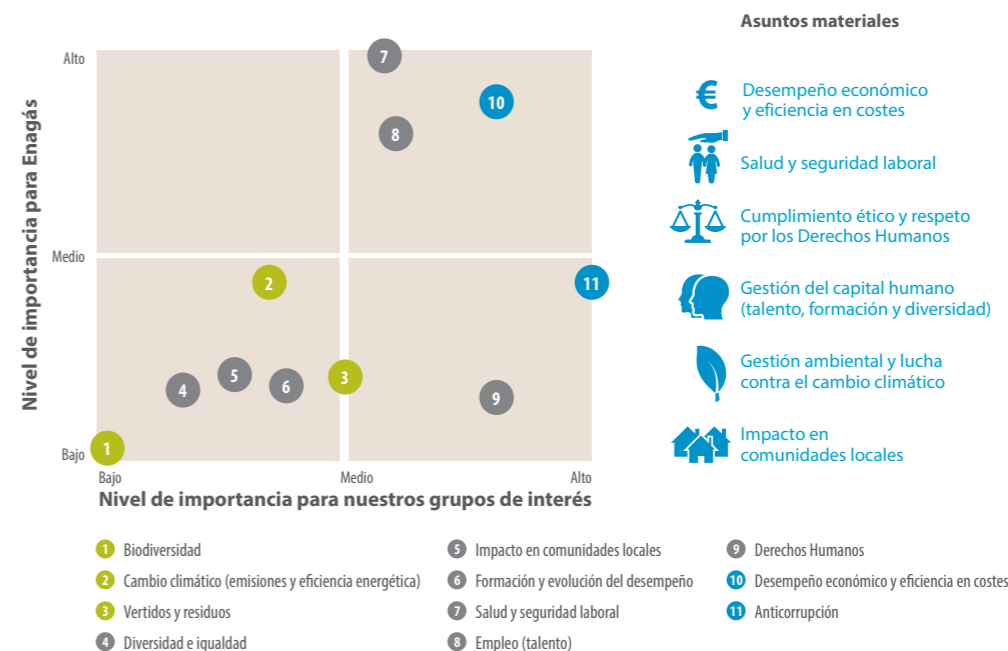 Asuntos materiales
Nivel de importancia para Enagás
Alto
Medio
Bajo
7
10
8
2
11
5
4
6
3
9
1
Bajo
Medio
Alto
Nivel de importancia para nuestros grupos de interés
€
Desempeño económico
y eficiencia en costes
Salud y seguridad laboral
Cumplimiento ético y respeto
por los Derechos Humanos
Gestión del capital humano
(talento, formación y diversidad)
Gestión ambiental y lucha
contra el cambio climático
Impacto en
comunidades locales
1 Biodiversidad
2 Cambio climático (emisiones y eficiencia energética)
3 Vertidos y residuos
4 Diversidad e igualdad
5 Impacto en comunidades locales
6 Formación y evolución del desempeño
7 Salud y seguridad laboral
8 Empleo (talento)
9 Derechos Humanos
10 Desempeño económico y eficiencia en costes
11 Anticorrupción